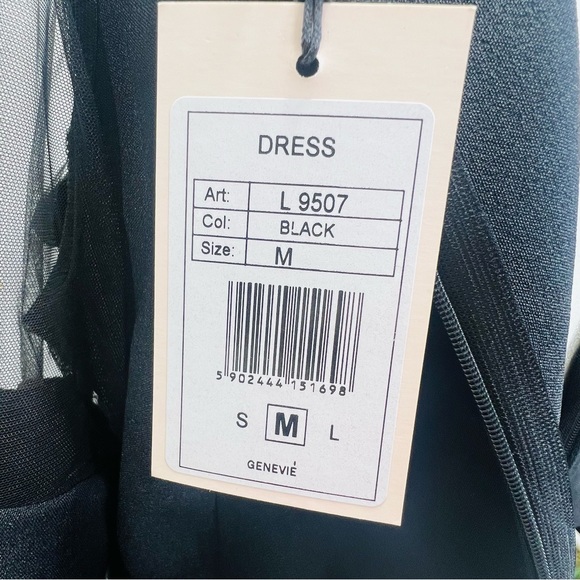 DRESS
Art: L 9507
Col: BLACK
Size: M
5 902444 151698
S M L
GENEVIÉ